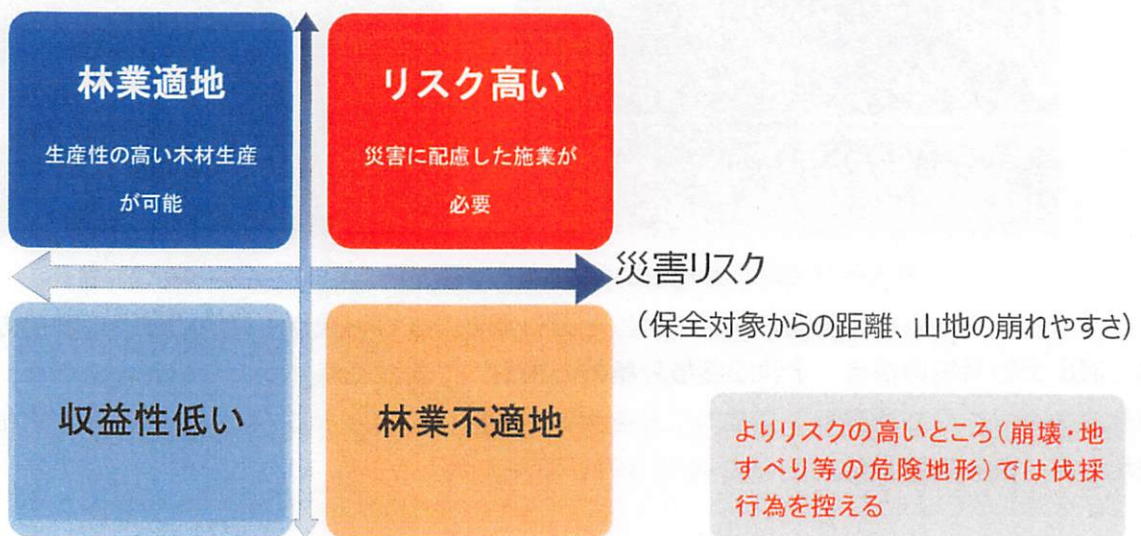 林業適地
生産性の高い木材生産
が可能
リスク高い
災害に配慮した施業が
必要
災害リスク
（保全対象からの距離、山地の崩れやすさ）
収益性低い
林業不適地
よりリスクの高いところ（崩壊・地
すべり等の危険地形）では伐採
行為を控える